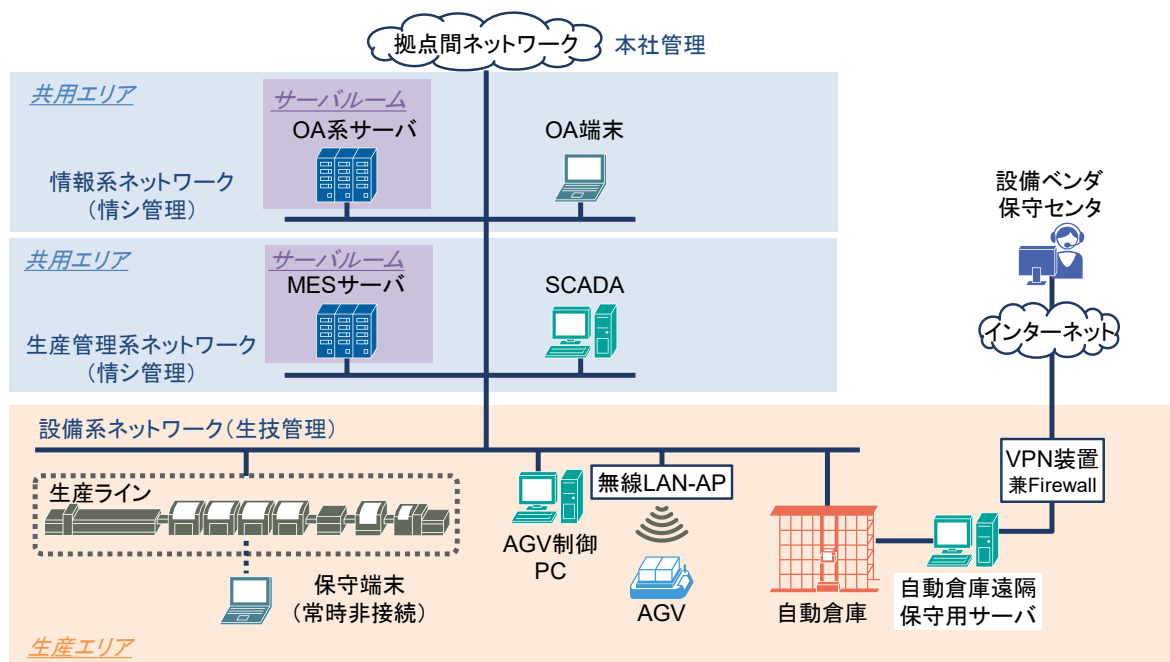 拠点間ネットワーク
本社管理
共用エリア
サーバルーム
OA系サーバ
OA端末
情報系ネットワーク
(情シ管理)
設備ベンダ
保守センタ
共用エリア
サーバルーム
MESサーバ
SCADA
インターネット
生産管理系ネットワーク
(情シ管理)
設備系ネットワーク(生技管理)
VPN装置
兼Firewall
生産ライン
無線LAN-AP
AGV制御
PC
保守端末
(常時非接続)
AGV
自動倉庫
自動倉庫遠隔
保守用サーバ
生産エリア